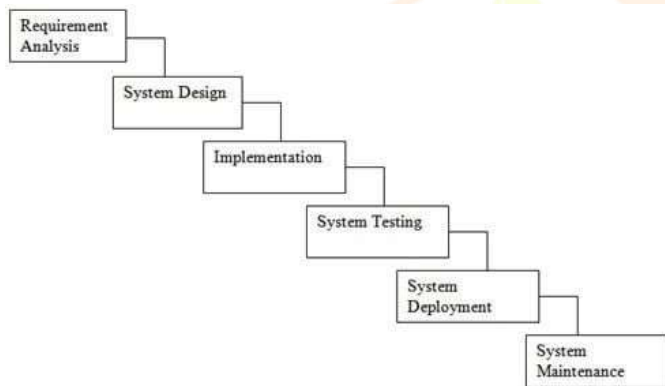 Requirement
Analysis
System Design
Implementation
System Testing
System
Deployment
System
Maintenance